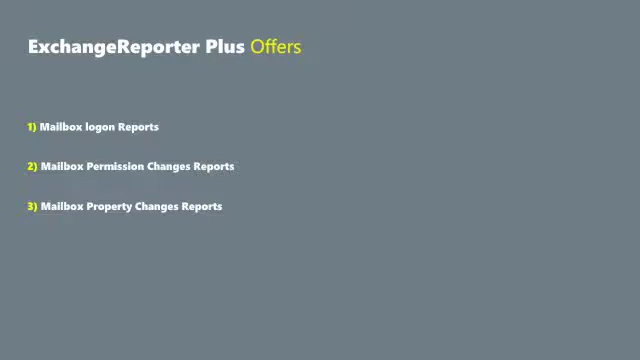 ExchangeReporter Plus Offers
1) Mailbox logon Reports
2) Mailbox Permission Changes Reports
3) Mailbox Property Changes Reports